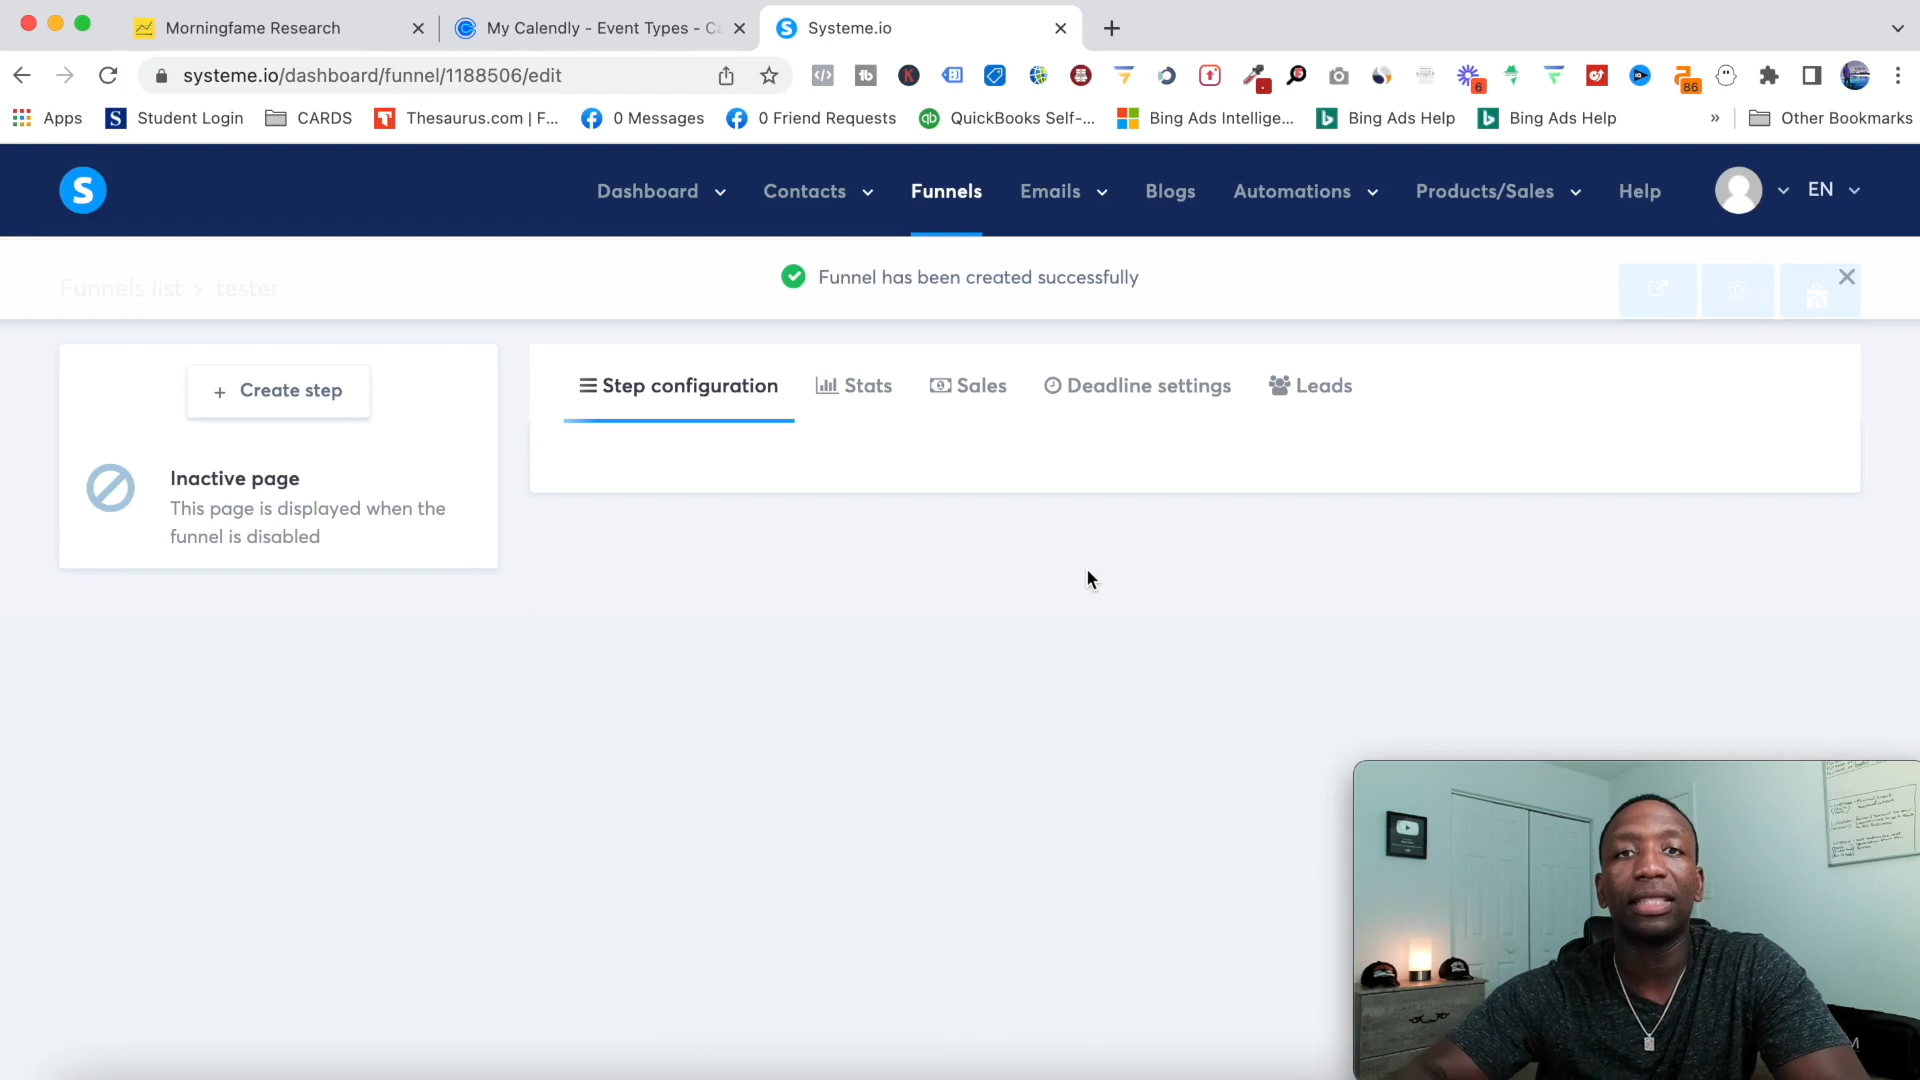 Morningfame Research
My Calendly - Event Types - Ca
Systeme.io
systeme.io/dashboard/funnel/1188506/edit
6
86
Apps
Student Login
CARDS
Thesaurus.com | F...
0 Messages
0 Friend Requests
QuickBooks Self-...
Bing Ads Intellige...
Bing Ads Help
Bing Ads Help
»
Other Bookmarks
S
Dashboard
Contacts
Funnels
Emails
Blogs
Automations
Products/Sales
Help
EN
Funnels list > tester
Funnel has been created successfully
+ Create step
Step configuration
Stats
Sales
Deadline settings
Leads
Inactive page
This page is displayed when the
funnel is disabled